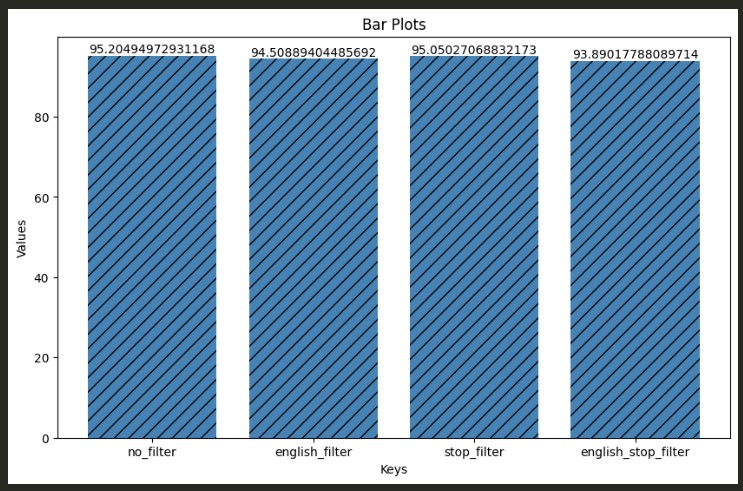 Bar Plots
95.20494972931168
94.50889404485692
95.05027068832173
93.89017788089714
80
60
40
20
0
Values
no_filter
english_filter
stop_filter
english_stop_filter
Keys